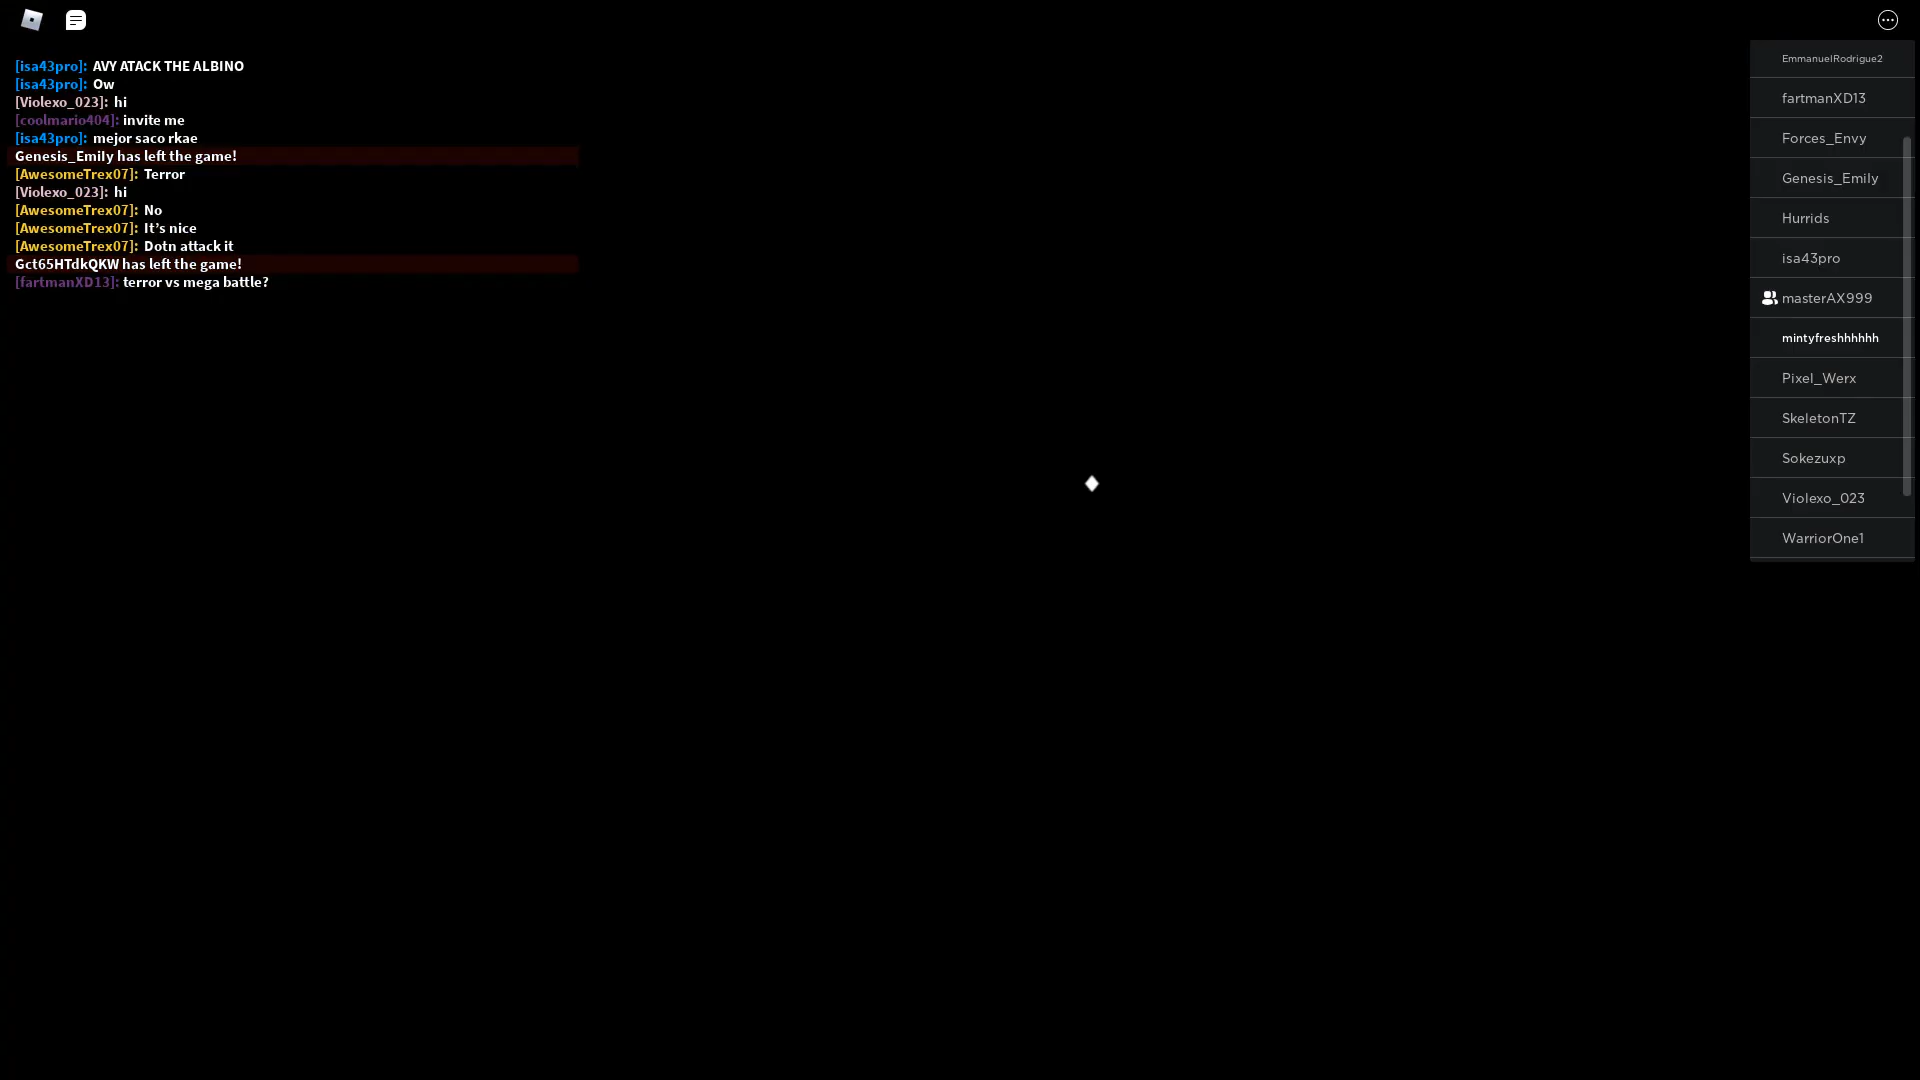 [isa43pro]: AVY ATACK THE ALBINO
[isa43pro]: Ow
[Violexo_023]: hi
[coolmario404]: invite me
[isa43pro]: mejor saco rkae
Genesis_Emily has left the game!
[AwesomeTrex07]: Terror
[Violexo_023]: hi
[AwesomeTrex07]: No
[AwesomeTrex07]: It’s nice
[AwesomeTrex07]: Dotn attack it
Gct65HTdkQKW has left the game!
[fartmanXD13]: terror vs mega battle?
EmmanuelRodrigue2
fartmanXD13
Forces_Envy
Genesis_Emily
Hurrids
isa43pro
masterAX999
mintyfreshhhhhh
Pixel_Werx
SkeletonTZ
Sokezuxp
Violexo_023
WarriorOne1